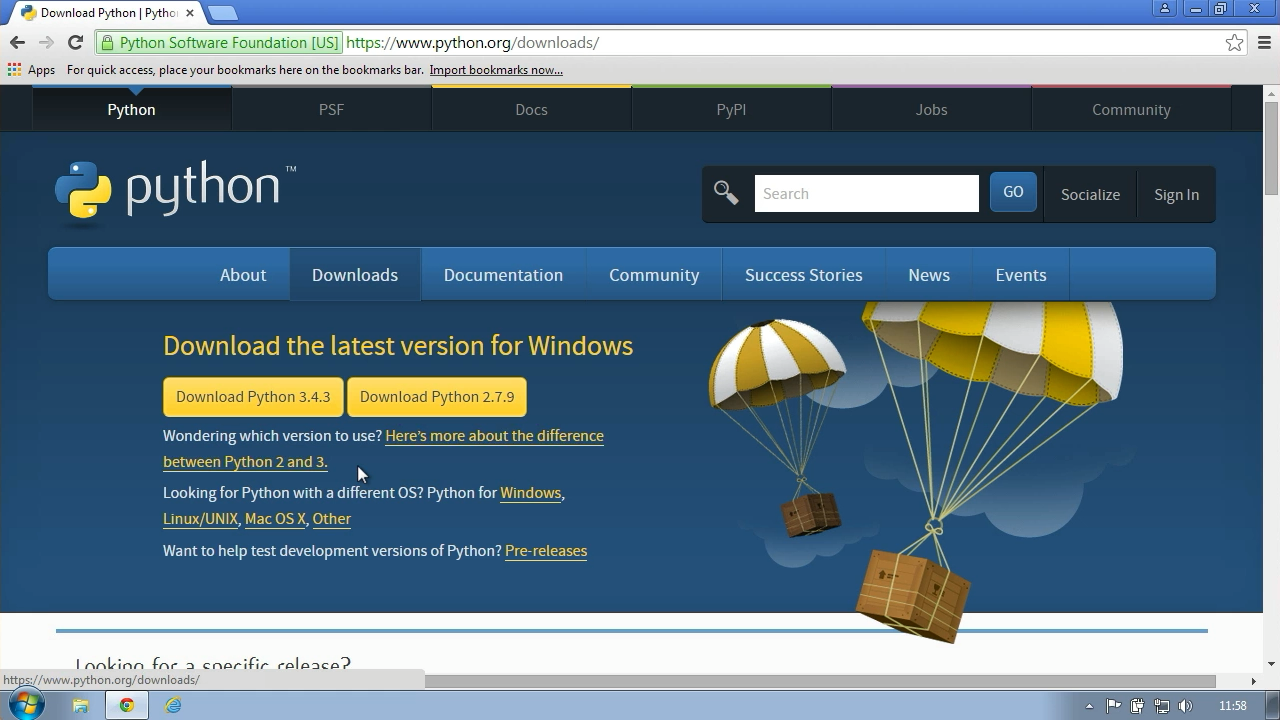 Download Python | Pytho
Python Software Foundation [US] https://www.python.org/downloads/
Apps For quick access, place your bookmarks here on the bookmarks bar. Import bookmarks now...
Python PSF Docs PyPI Jobs Community
python™
Search GO Socialize Sign In
About Downloads Documentation Community Success Stories News Events
Download the latest version for Windows
Download Python 3.4.3 Download Python 2.7.9
Wondering which version to use? Here's more about the difference
between Python 2 and 3.
Looking for Python with a different OS? Python for Windows,
Linux/UNIX, Mac OS X, Other
Want to help test development versions of Python? Pre-releases
Looking for a specific release?
https://www.python.org/downloads/
11:58